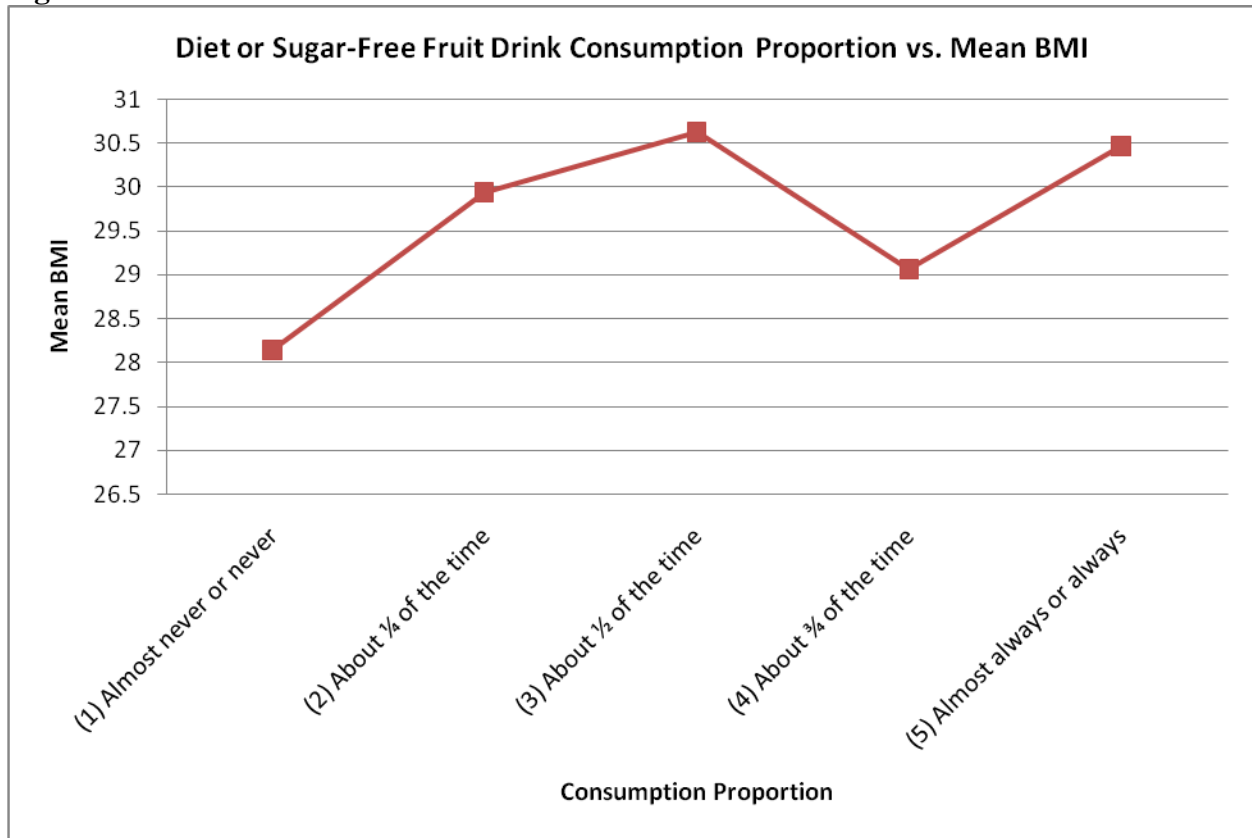 Diet or Sugar-Free Fruit Drink Consumption Proportion vs. Mean BMI
31
30.5
30
29.5
29
28.5
28
27.5
27
26.5
Mean BMI
(1) Almost never or never
(2) About ¼ of the time
(3) About ½ of the time
(4) About ¾ of the time
(5) Almost always or always
Consumption Proportion